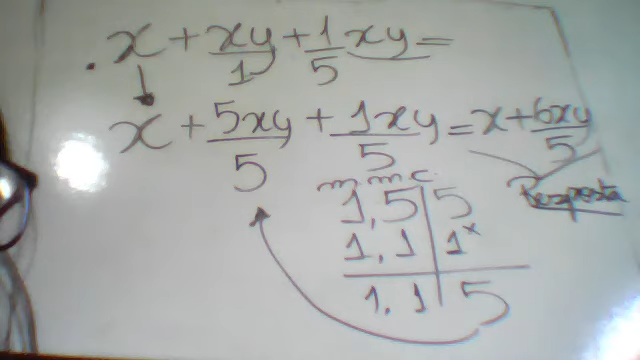 . x + xy/1 + 1/5 xy =
x + 5xy/5 + 1xy/5 = x + 6xy/5
Resposta
m m c
1, 5 | 5
1, 1 | 1 x
1, 1 | 5